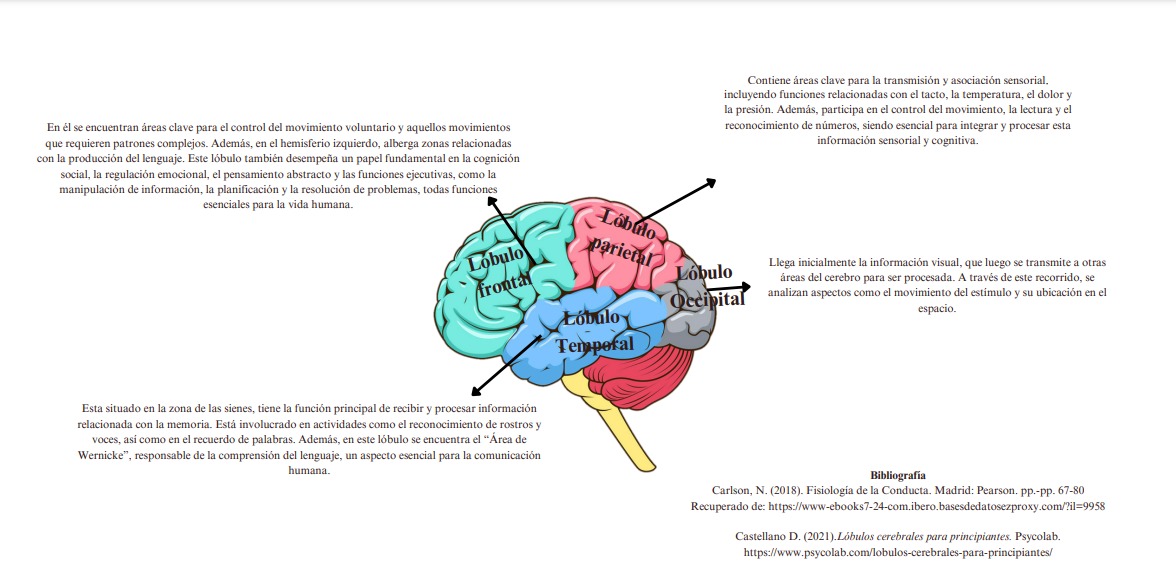 Contiene áreas clave para la transmisión y asociación sensorial,
incluyendo funciones relacionadas con el tacto, la temperatura, el dolor y
la presión. Además, participa en el control del movimiento, la lectura y el
reconocimiento de números, siendo esencial para integrar y procesar esta
información sensorial y cognitiva.
En él se encuentran áreas clave para el control del movimiento voluntario y aquellos movimientos
que requieren patrones complejos. Además, en el hemisferio izquierdo, alberga zonas relacionadas
con la producción del lenguaje. Este lóbulo también desempeña un papel fundamental en la cognición
social, la regulación emocional, el pensamiento abstracto y las funciones ejecutivas, como la
manipulación de información, la planificación y la resolución de problemas, todas funciones
esenciales para la vida humana.
Lóbulo
parietal
Lóbulo
frontal
Lóbulo
Occipital
Llega inicialmente la información visual, que luego se transmite a otras
áreas del cerebro para ser procesada. A través de este recorrido, se
analizan aspectos como el movimiento del estímulo y su ubicación en el
espacio.
Lóbulo
Temporal
Esta situado en la zona de las sienes, tiene la función principal de recibir y procesar información
relacionada con la memoria. Está involucrado en actividades como el reconocimiento de rostros y
voces, así como en el recuerdo de palabras. Además, en este lóbulo se encuentra el “Área de
Wernicke”, responsable de la comprensión del lenguaje, un aspecto esencial para la comunicación
humana.
Bibliografía
Carlson, N. (2018). Fisiología de la Conducta. Madrid: Pearson. pp.-pp. 67-80
Recuperado de: https://www-ebooks7-24-com.ibero.basesdedatosezproxy.com/?il=9958
Castellano D. (2021).Lóbulos cerebrales para principiantes. Psycolab.
https://www.psycolab.com/lobulos-cerebrales-para-principiantes/